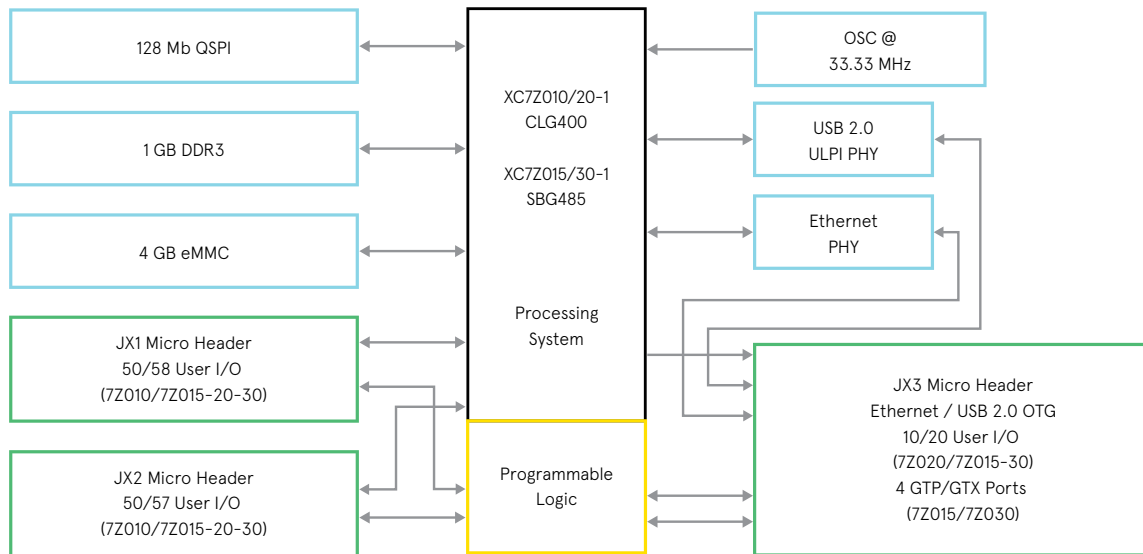 128 Mb QSPI
1 GB DDR3
4 GB eMMC
JX1 Micro Header
50/58 User I/O
(7Z010/7Z015-20-30)
JX2 Micro Header
50/57 User I/O
(7Z010/7Z015-20-30)
XC7Z010/20-1
CLG400
XC7Z015/30-1
SBG485
Processing
System
Programmable
Logic
OSC @
33.33 MHz
USB 2.0
ULPI PHY
Ethernet
PHY
JX3 Micro Header
Ethernet / USB 2.0 OTG
10/20 User I/O
(7Z020/7Z015-30)
4 GTP/GTX Ports
(7Z015/7Z030)